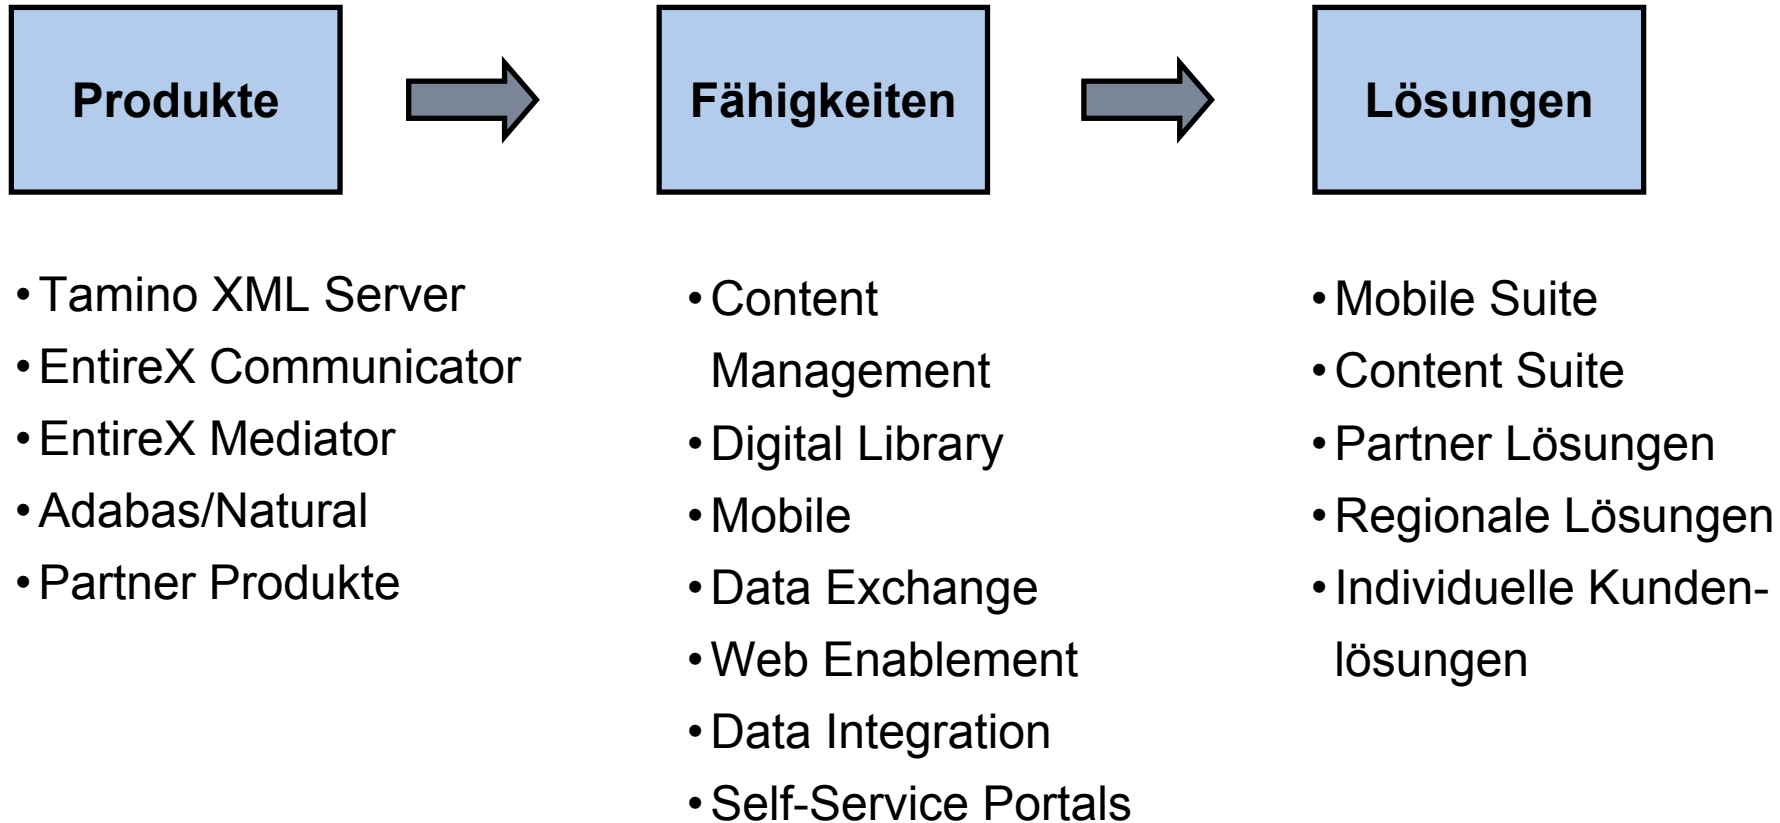 Produkte
Fähigkeiten
Lösungen
• Tamino XML Server
• EntireX Communicator
• EntireX Mediator
• Adabas/Natural
• Partner Produkte
• Content
Management
• Digital Library
• Mobile
• Data Exchange
• Web Enablement
• Data Integration
• Self-Service Portals
• Mobile Suite
• Content Suite
• Partner Lösungen
• Regionale Lösungen
• Individuelle Kunden-
lösungen